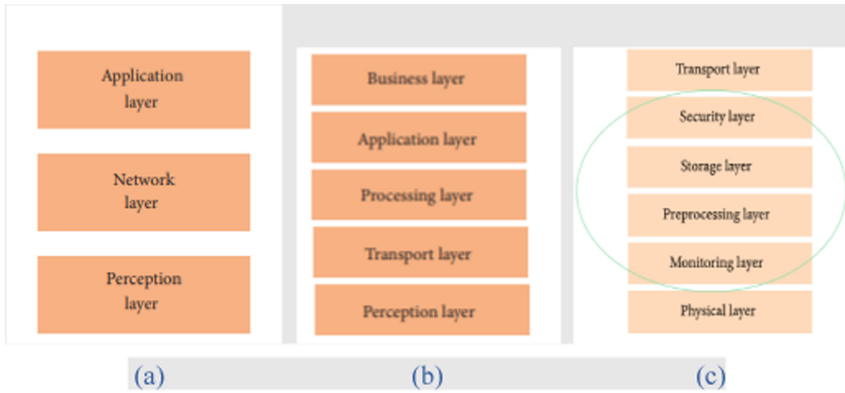 Application
layer
Network
layer
Perception
layer
Business layer
Application layer
Processing layer
Transport layer
Perception layer
Transport layer
Security layer
Storage layer
Preprocessing layer
Monitoring layer
Physical layer
(a) (b) (c)